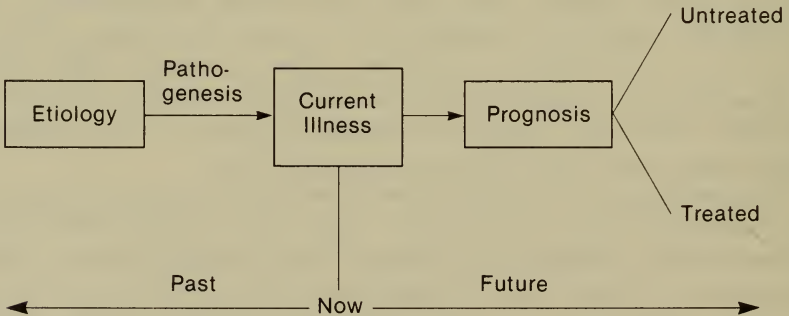 Untreated
Patho-
genesis
Etiology
Current
Illness
Prognosis
Treated
Past
Future
Now